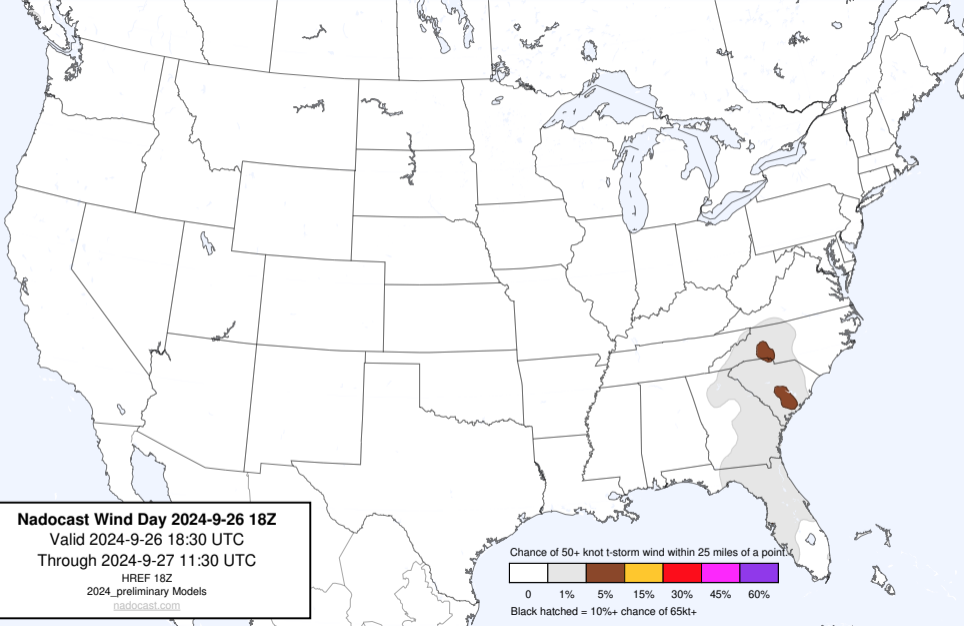 Nadocast Wind Day 2024-9-26 18Z
Valid 2024-9-26 18:30 UTC
Through 2024-9-27 11:30 UTC
HREF 18Z
2024_preliminary Models
nadocast.com
Chance of 50+ knot t-storm wind within 25 miles of a point.
0 1% 5% 15% 30% 45% 60%
Black hatched = 10%+ chance of 65kt+